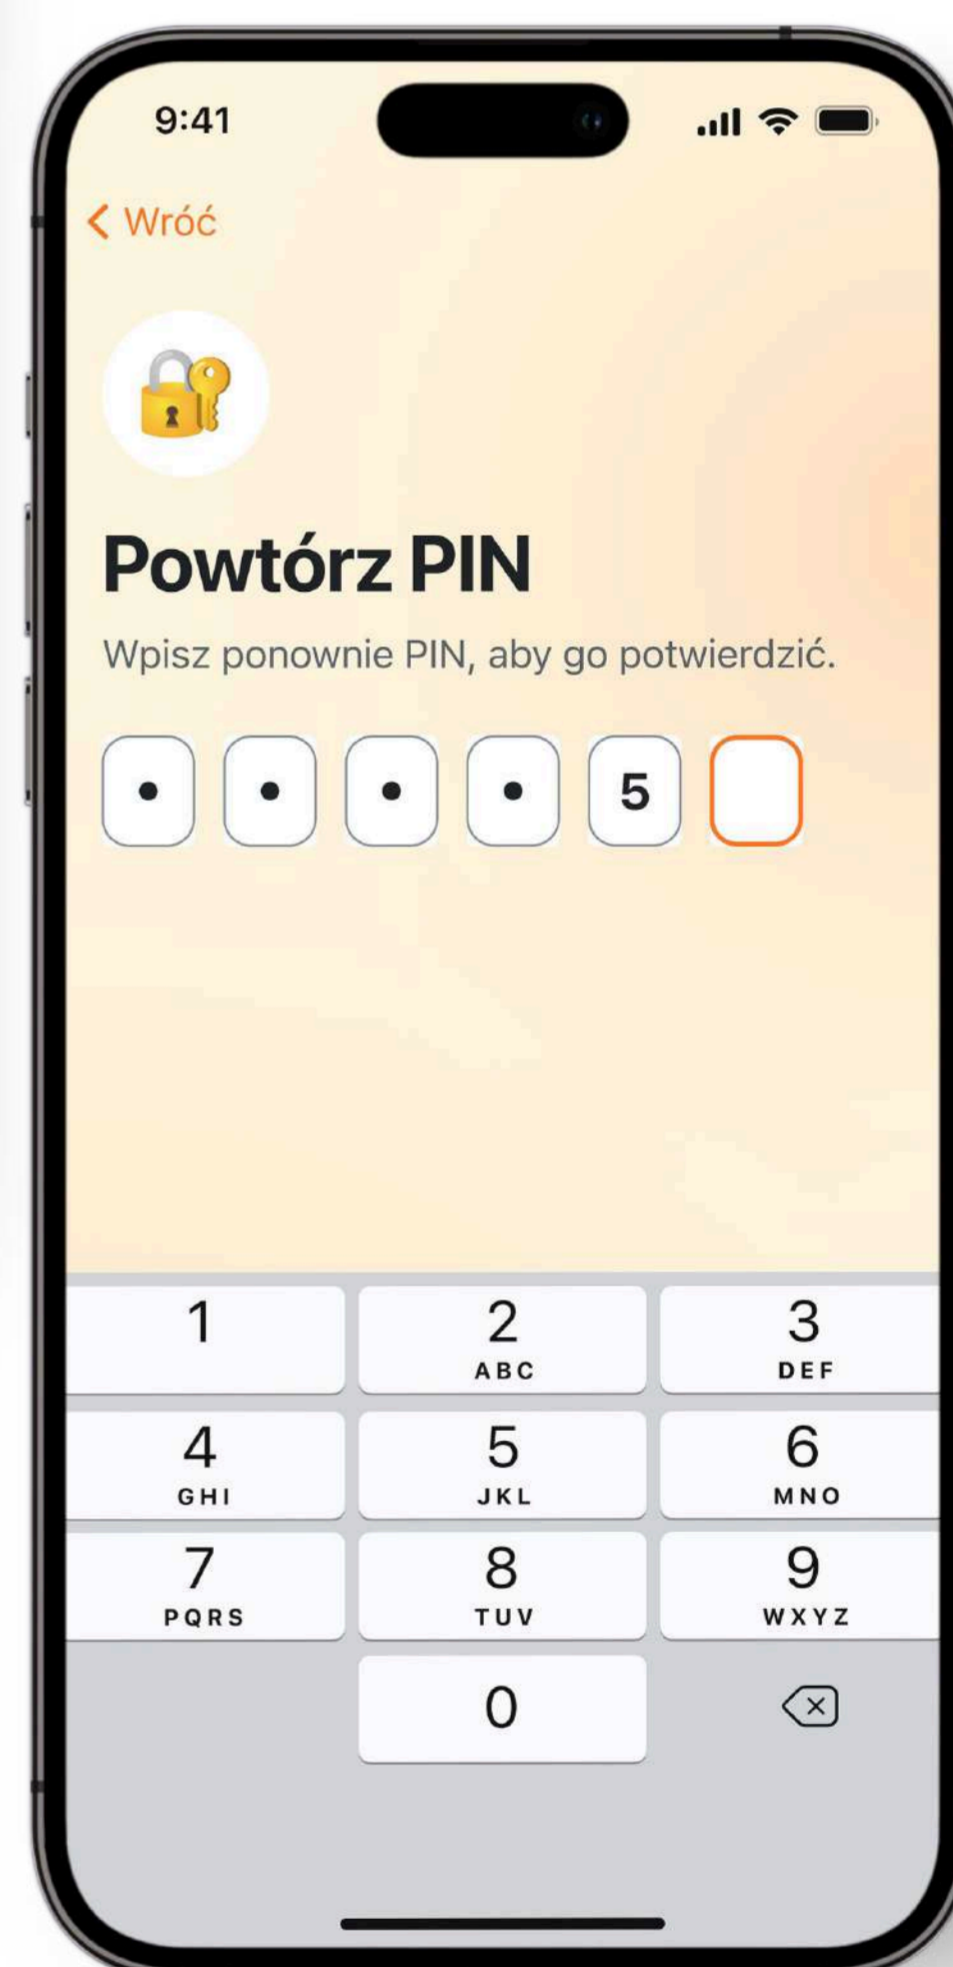 9:41
Wróć
Powtórz PIN
Wpisz ponownie PIN, aby go potwierdzić.
• • • • 5
1 2 3
ABC DEF
4 5 6
GHI JKL MNO
7 8 9
PQRS TUV WXYZ
0